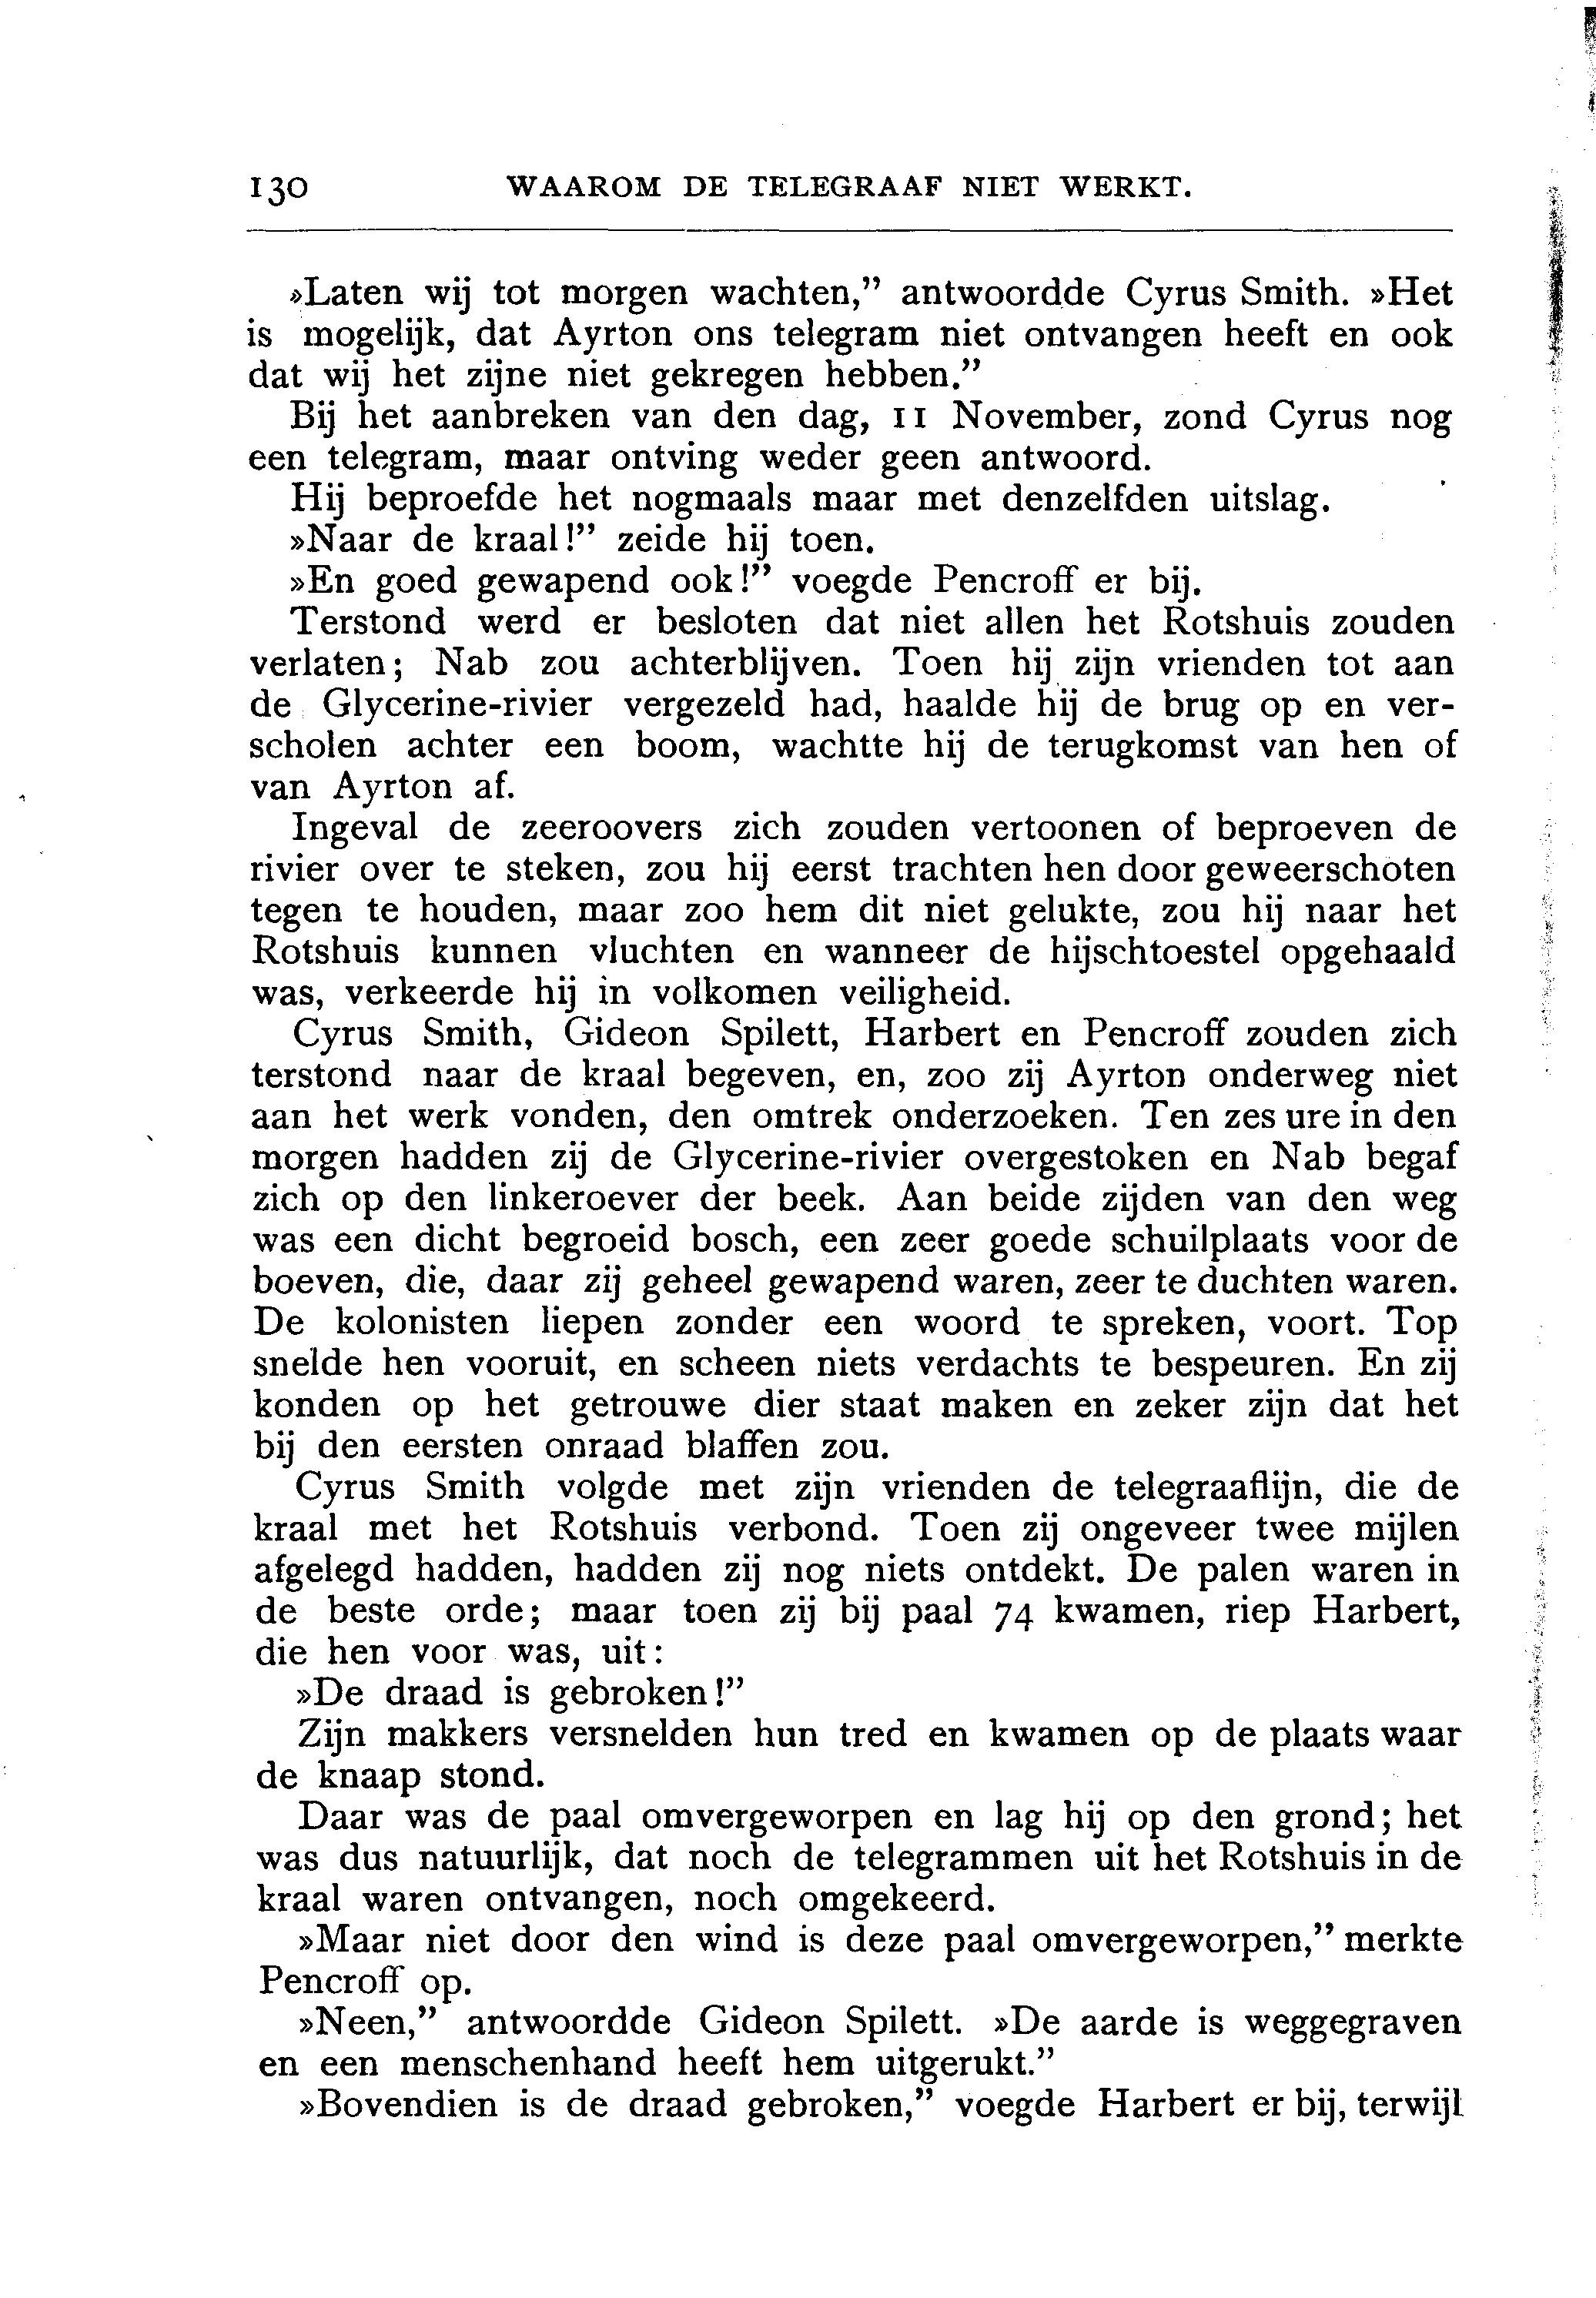 130 WAAROM DE TELEGRAAF NIET WERKT.
»Laten wij tot morgen wachten,” antwoordde Cyrus Smith. »Het
is mogelijk, dat Ayrton ons telegram niet ontvangen heeft en ook
dat wij het zijne niet gekregen hebben.”
Bij het aanbreken van den dag, 11 November, zond Cyrus nog
een telegram, maar ontving weder geen antwoord.
Hij beproefde het nogmaals maar met denzelfden uitslag.
»Naar de kraal!” zeide hij toen.
»En goed gewapend ook!” voegde Pencroff er bij.
Terstond werd er besloten dat niet allen het Rotshuis zouden
verlaten; Nab zou achterblijven. Toen hij zijn vrienden tot aan
de Glycerine-rivier vergezeld had, haalde hij de brug op en ver-
scholen achter een boom, wachtte hij de terugkomst van hen of
van Ayrton af.
Ingeval de zeeroovers zich zouden vertoonen of beproeven de
rivier over te steken, zou hij eerst trachten hen door geweerschoten
tegen te houden, maar zoo hem dit niet gelukte, zou hij naar het
Rotshuis kunnen vluchten en wanneer de hijschtoestel opgehaald
was, verkeerde hij in volkomen veiligheid.
Cyrus Smith, Gideon Spilett, Harbert en Pencroff zouden zich
terstond naar de kraal begeven, en, zoo zij Ayrton onderweg niet
aan het werk vonden, den omtrek onderzoeken. Ten zes ure in den
morgen hadden zij de Glycerine-rivier overgestoken en Nab begaf
zich op den linkeroever der beek. Aan beide zijden van den weg
was een dicht begroeid bosch, een zeer goede schuilplaats voor de
boeven, die, daar zij geheel gewapend waren, zeer te duchten waren.
De kolonisten liepen zonder een woord te spreken, voort. Top
snelde hen vooruit, en scheen niets verdachts te bespeuren. En zij
konden op het getrouwe dier staat maken en zeker zijn dat het
bij den eersten onraad blaffen zou.
Cyrus Smith volgde met zijn vrienden de telegraaflijn, die de
kraal met het Rotshuis verbond. Toen zij ongeveer twee mijlen
afgelegd hadden, hadden zij nog niets ontdekt. De palen waren in
de beste orde; maar toen zij bij paal 74 kwamen, riep Harbert,
die hen voor was, uit:
»De draad is gebroken!”
Zijn makkers versnelden hun tred en kwamen op de plaats waar
de knaap stond.
Daar was de paal omvergeworpen en lag hij op den grond; het
was dus natuurlijk, dat noch de telegrammen uit het Rotshuis in de
kraal waren ontvangen, noch omgekeerd.
»Maar niet door den wind is deze paal omvergeworpen,” merkte
Pencroff op.
»Neen,” antwoordde Gideon Spilett. »De aarde is weggegraven
en een menschenhand heeft hem uitgerukt.”
»Bovendien is de draad gebroken,” voegde Harbert er bij, terwijl